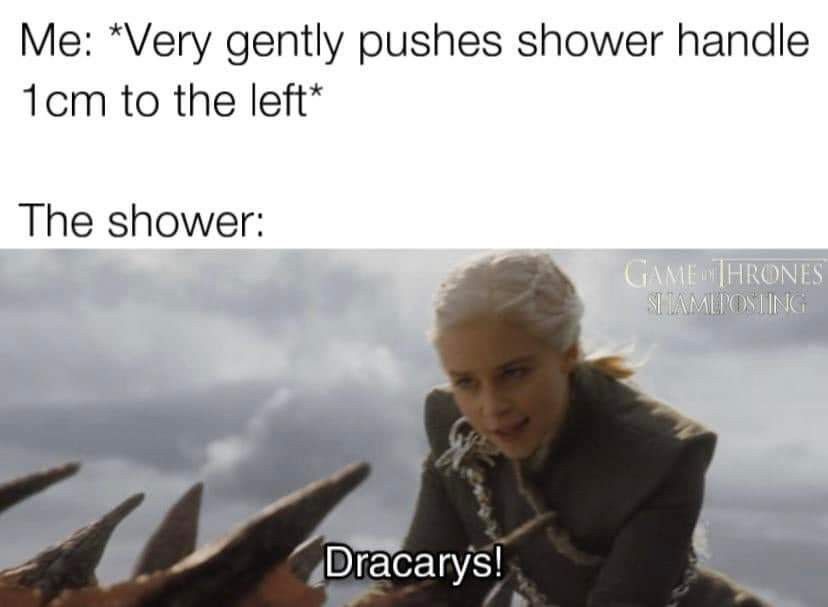 Me: *Very gently pushes shower handle
1cm to the left*
The shower:
GAME OF THRONES
SHAMEPOSTING
Dracarys!